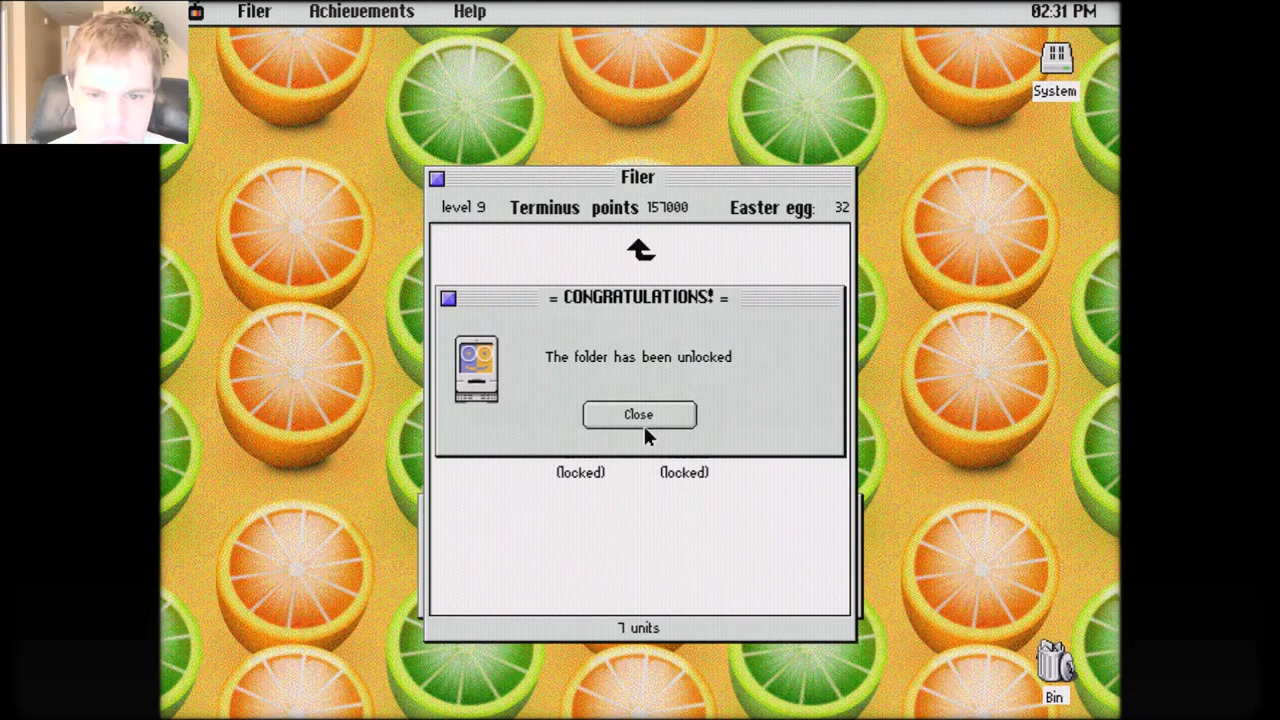 Filer Achievements Help 02:31 PM
System
Filer
level 9 Terminus points 157000 Easter egg: 32
= CONGRATULATIONS! =
The folder has been unlocked
Close
(locked) (locked)
7 units
Bin